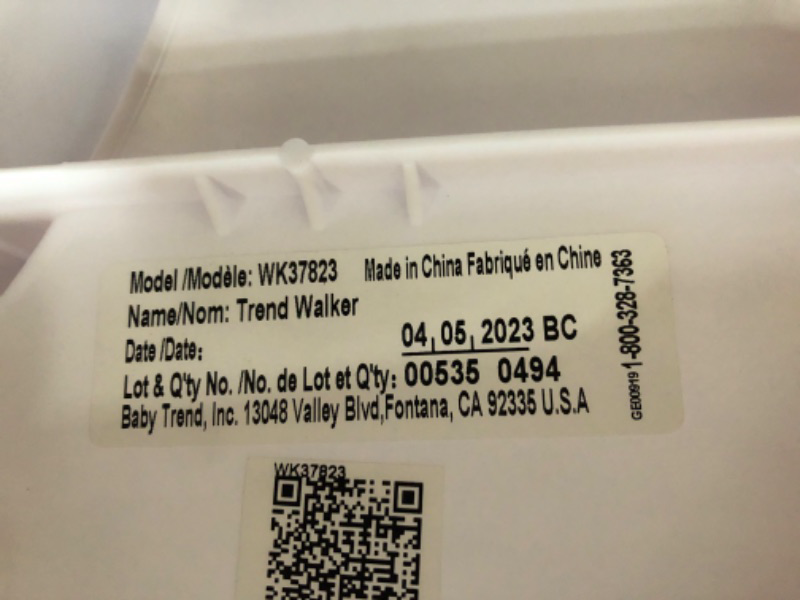 Model /Modèle: WK37823 Made in China Fabriqué en Chine
Name/Nom: Trend Walker
Date /Date: 04, 05, 2023 BC
Lot & Q'ty No. /No. de Lot et Q'ty: 00535 0494
Baby Trend, Inc. 13048 Valley Blvd,Fontana, CA 92335 U.S.A
GE00919 1-800-328-7363
WK37823